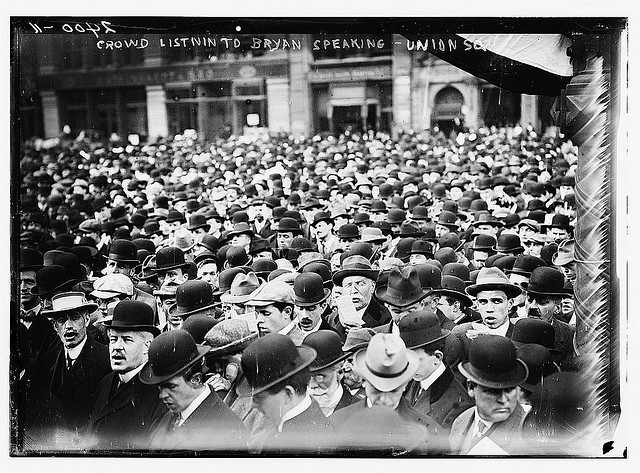 2400-11
CROWD LISTNIN TO BRYAN SPEAKING - UNION SQ